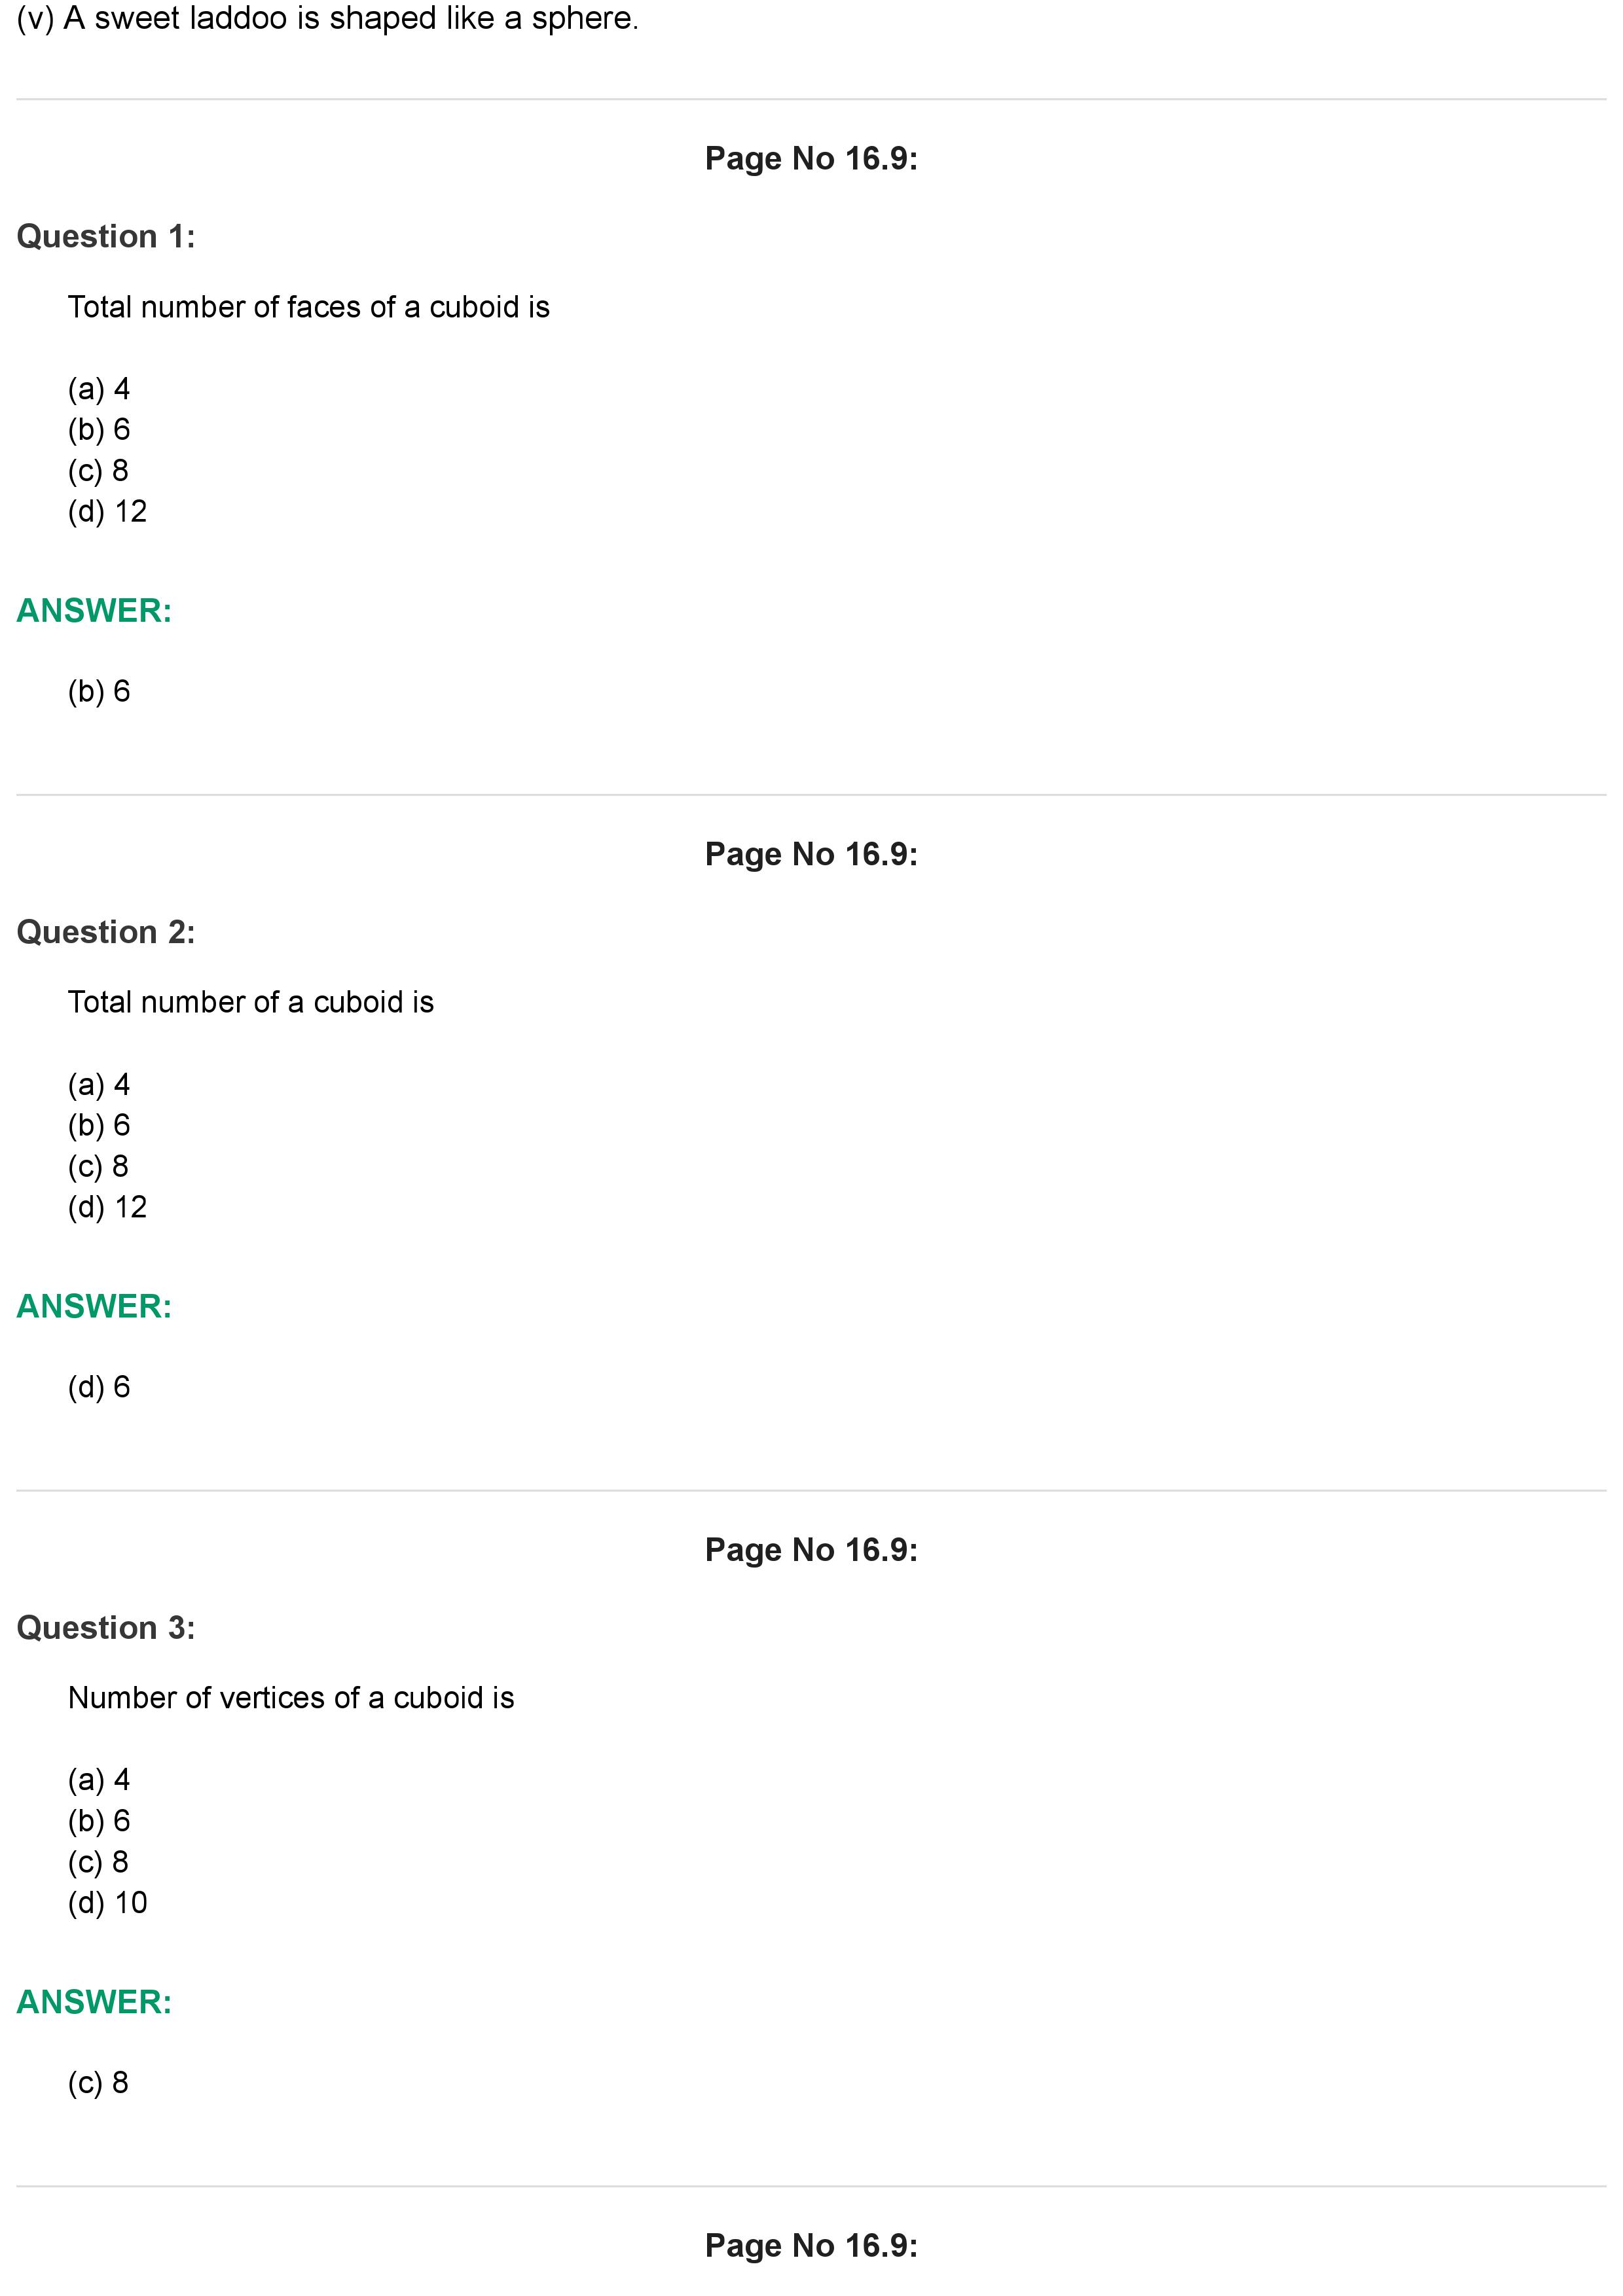 (v) A sweet laddoo is shaped like a sphere.
Page No 16.9:
Question 1:
Total number of faces of a cuboid is
(a) 4
(b) 6
(c) 8
(d) 12
ANSWER:
(b) 6
Page No 16.9:
Question 2:
Total number of a cuboid is
(a) 4
(b) 6
(c) 8
(d) 12
ANSWER:
(d) 6
Page No 16.9:
Question 3:
Number of vertices of a cuboid is
(a) 4
(b) 6
(c) 8
(d) 10
ANSWER:
(c) 8
Page No 16.9: